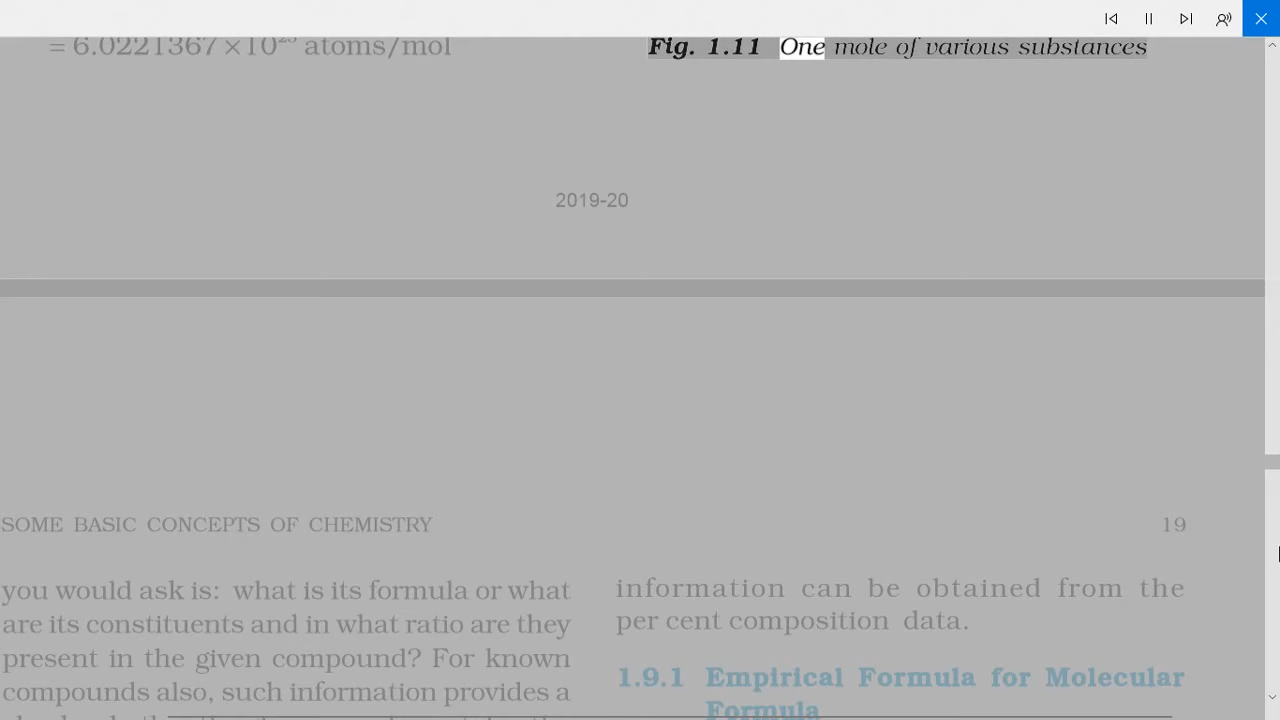 = 6.0221367 ×10²³ atoms/mol
Fig. 1.11 One mole of various substances
2019-20
SOME BASIC CONCEPTS OF CHEMISTRY
19
you would ask is: what is its formula or what
are its constituents and in what ratio are they
present in the given compound? For known
compounds also, such information provides a
information can be obtained from the
per cent composition data.
1.9.1 Empirical Formula for Molecular
Formula